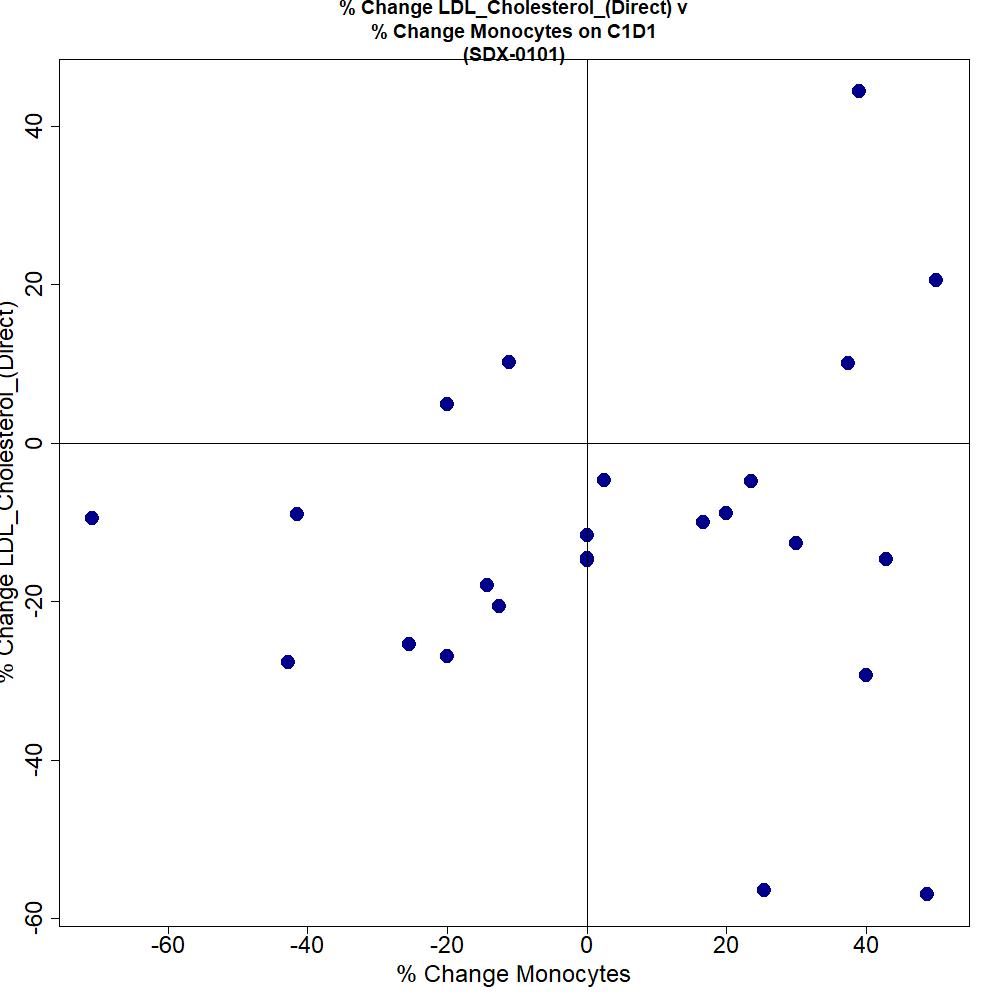 % Change LDL_Cholesterol_(Direct) v
% Change Monocytes on C1D1
(SDX-0101)
% Change LDL_Cholesterol_(Direct)
40
20
0
-20
-40
-60
-60
-40
-20
0
20
40
% Change Monocytes